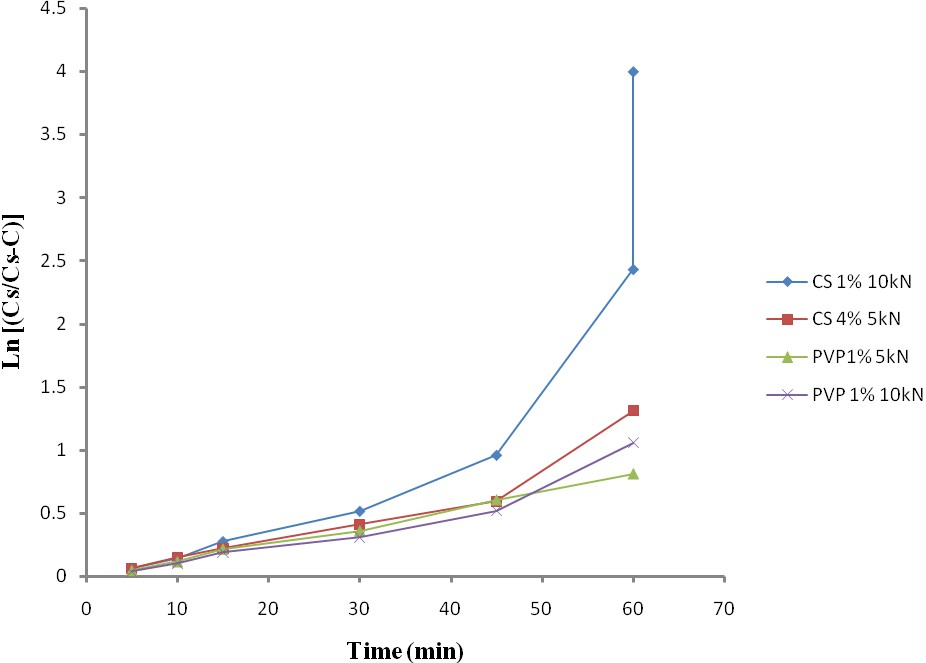 4.5
4
3.5
3
2.5
2
1.5
1
0.5
0
0 10 20 30 40 50 60 70
Ln [(Cs/Cs-C)]
Time (min)
CS 1% 10kN
CS 4% 5kN
PVP1% 5kN
PVP 1% 10kN